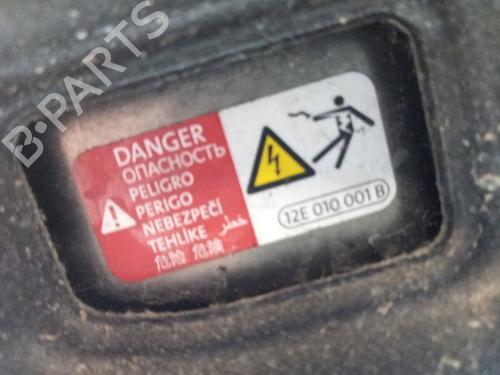 B-PARTS
DANGER
ОПАСНОСТЬ
PELIGRO
PERIGO
NEBEZPEČÍ
TEHLİKE خطر
危险 危険
12E 010 001 B